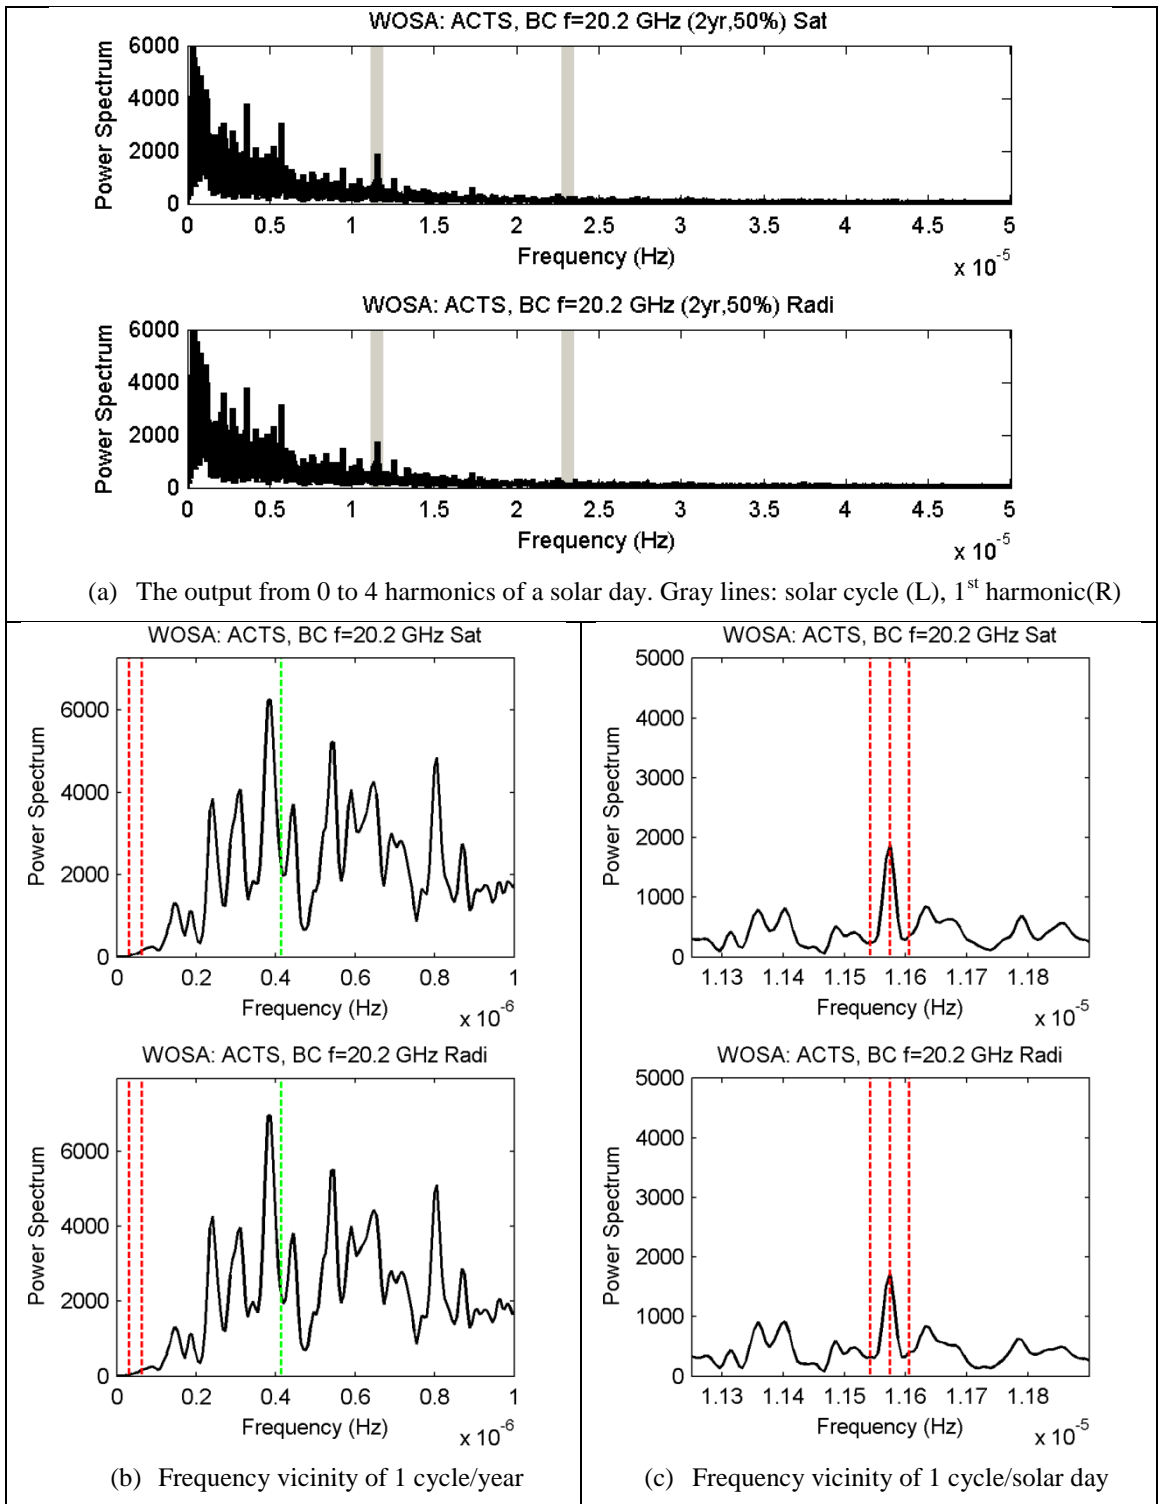 WOSA: ACTS, BC f=20.2 GHz (2yr,50%) Sat
6000
4000
2000
0
Power Spectrum
0 0.5 1 1.5 2 2.5 3 3.5 4 4.5 5
Frequency (Hz)
x 10-5
WOSA: ACTS, BC f=20.2 GHz (2yr,50%) Radi
6000
4000
2000
0
Power Spectrum
0 0.5 1 1.5 2 2.5 3 3.5 4 4.5 5
Frequency (Hz)
x 10-5
(a) The output from 0 to 4 harmonics of a solar day. Gray lines: solar cycle (L), 1st harmonic(R)
WOSA: ACTS, BC f=20.2 GHz Sat
6000
4000
2000
0
Power Spectrum
0 0.2 0.4 0.6 0.8 1
Frequency (Hz)
x 10-6
WOSA: ACTS, BC f=20.2 GHz Radi
6000
4000
2000
0
Power Spectrum
0 0.2 0.4 0.6 0.8 1
Frequency (Hz)
x 10-6
(b) Frequency vicinity of 1 cycle/year
WOSA: ACTS, BC f=20.2 GHz Sat
5000
4000
3000
2000
1000
0
Power Spectrum
1.13 1.14 1.15 1.16 1.17 1.18
Frequency (Hz)
x 10-5
WOSA: ACTS, BC f=20.2 GHz Radi
5000
4000
3000
2000
1000
0
Power Spectrum
1.13 1.14 1.15 1.16 1.17 1.18
Frequency (Hz)
x 10-5
(c) Frequency vicinity of 1 cycle/solar day